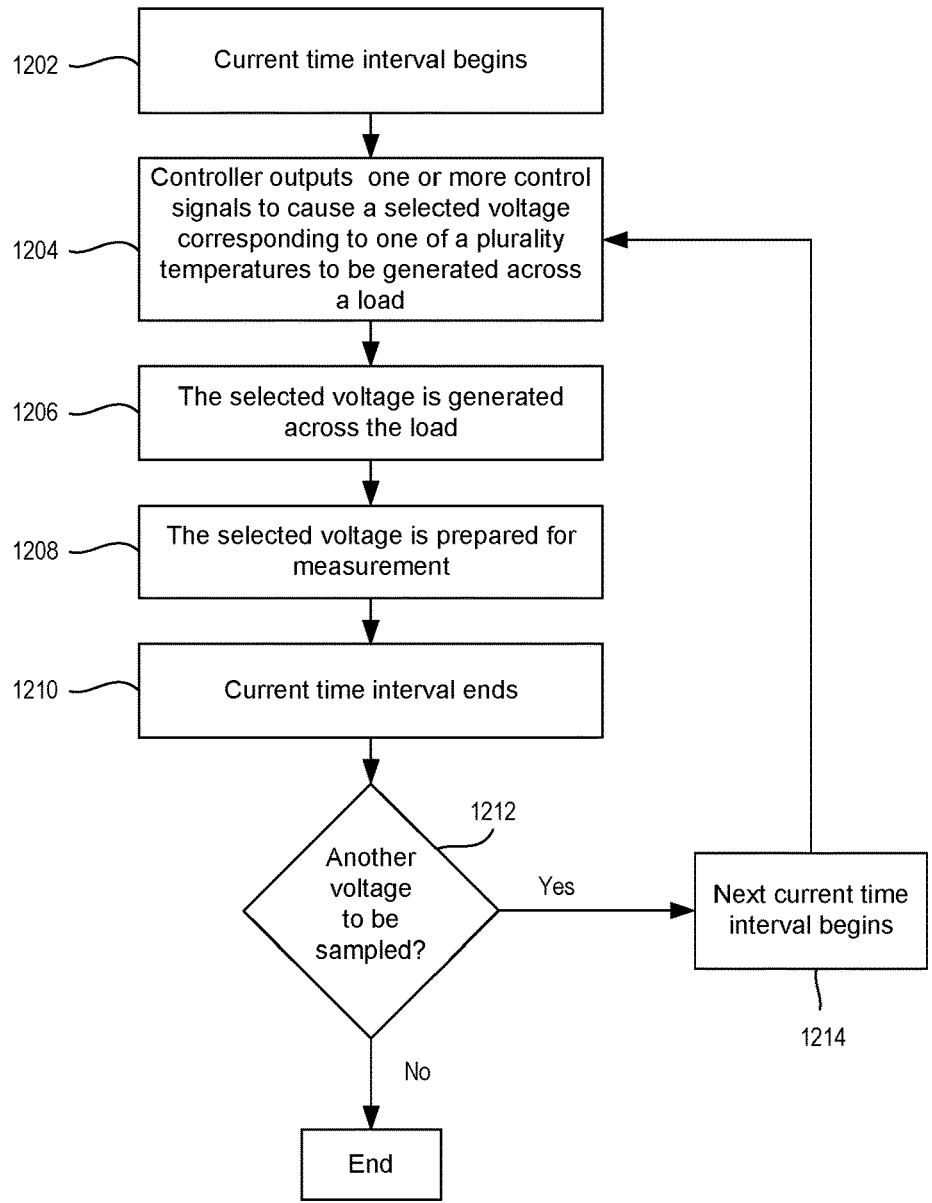 1202
Current time interval begins
1204
Controller outputs one or more control
signals to cause a selected voltage
corresponding to one of a plurality
temperatures to be generated across
a load
1206
The selected voltage is generated
across the load
1208
The selected voltage is prepared for
measurement
1210
Current time interval ends
1212
Another
voltage
to be
sampled?
Yes
Next current time
interval begins
1214
No
End